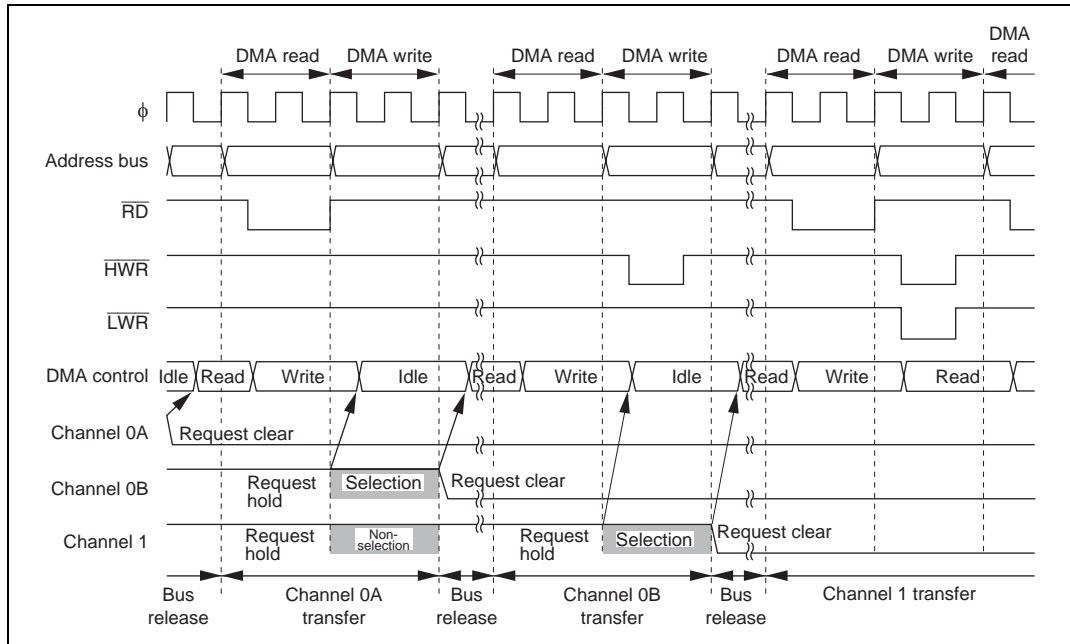 DMA read DMA write DMA read DMA write DMA read DMA write DMA read
ϕ
Address bus
RD
HWR
LWR
DMA control Idle Read Write Idle Read Write Idle Read Write Read
Channel 0A Request clear
Channel 0B Request hold Selection Request clear
Channel 1 Request hold Non-selection Request hold Selection Request clear
Bus release Channel 0A transfer Bus release Channel 0B transfer Bus release Channel 1 transfer